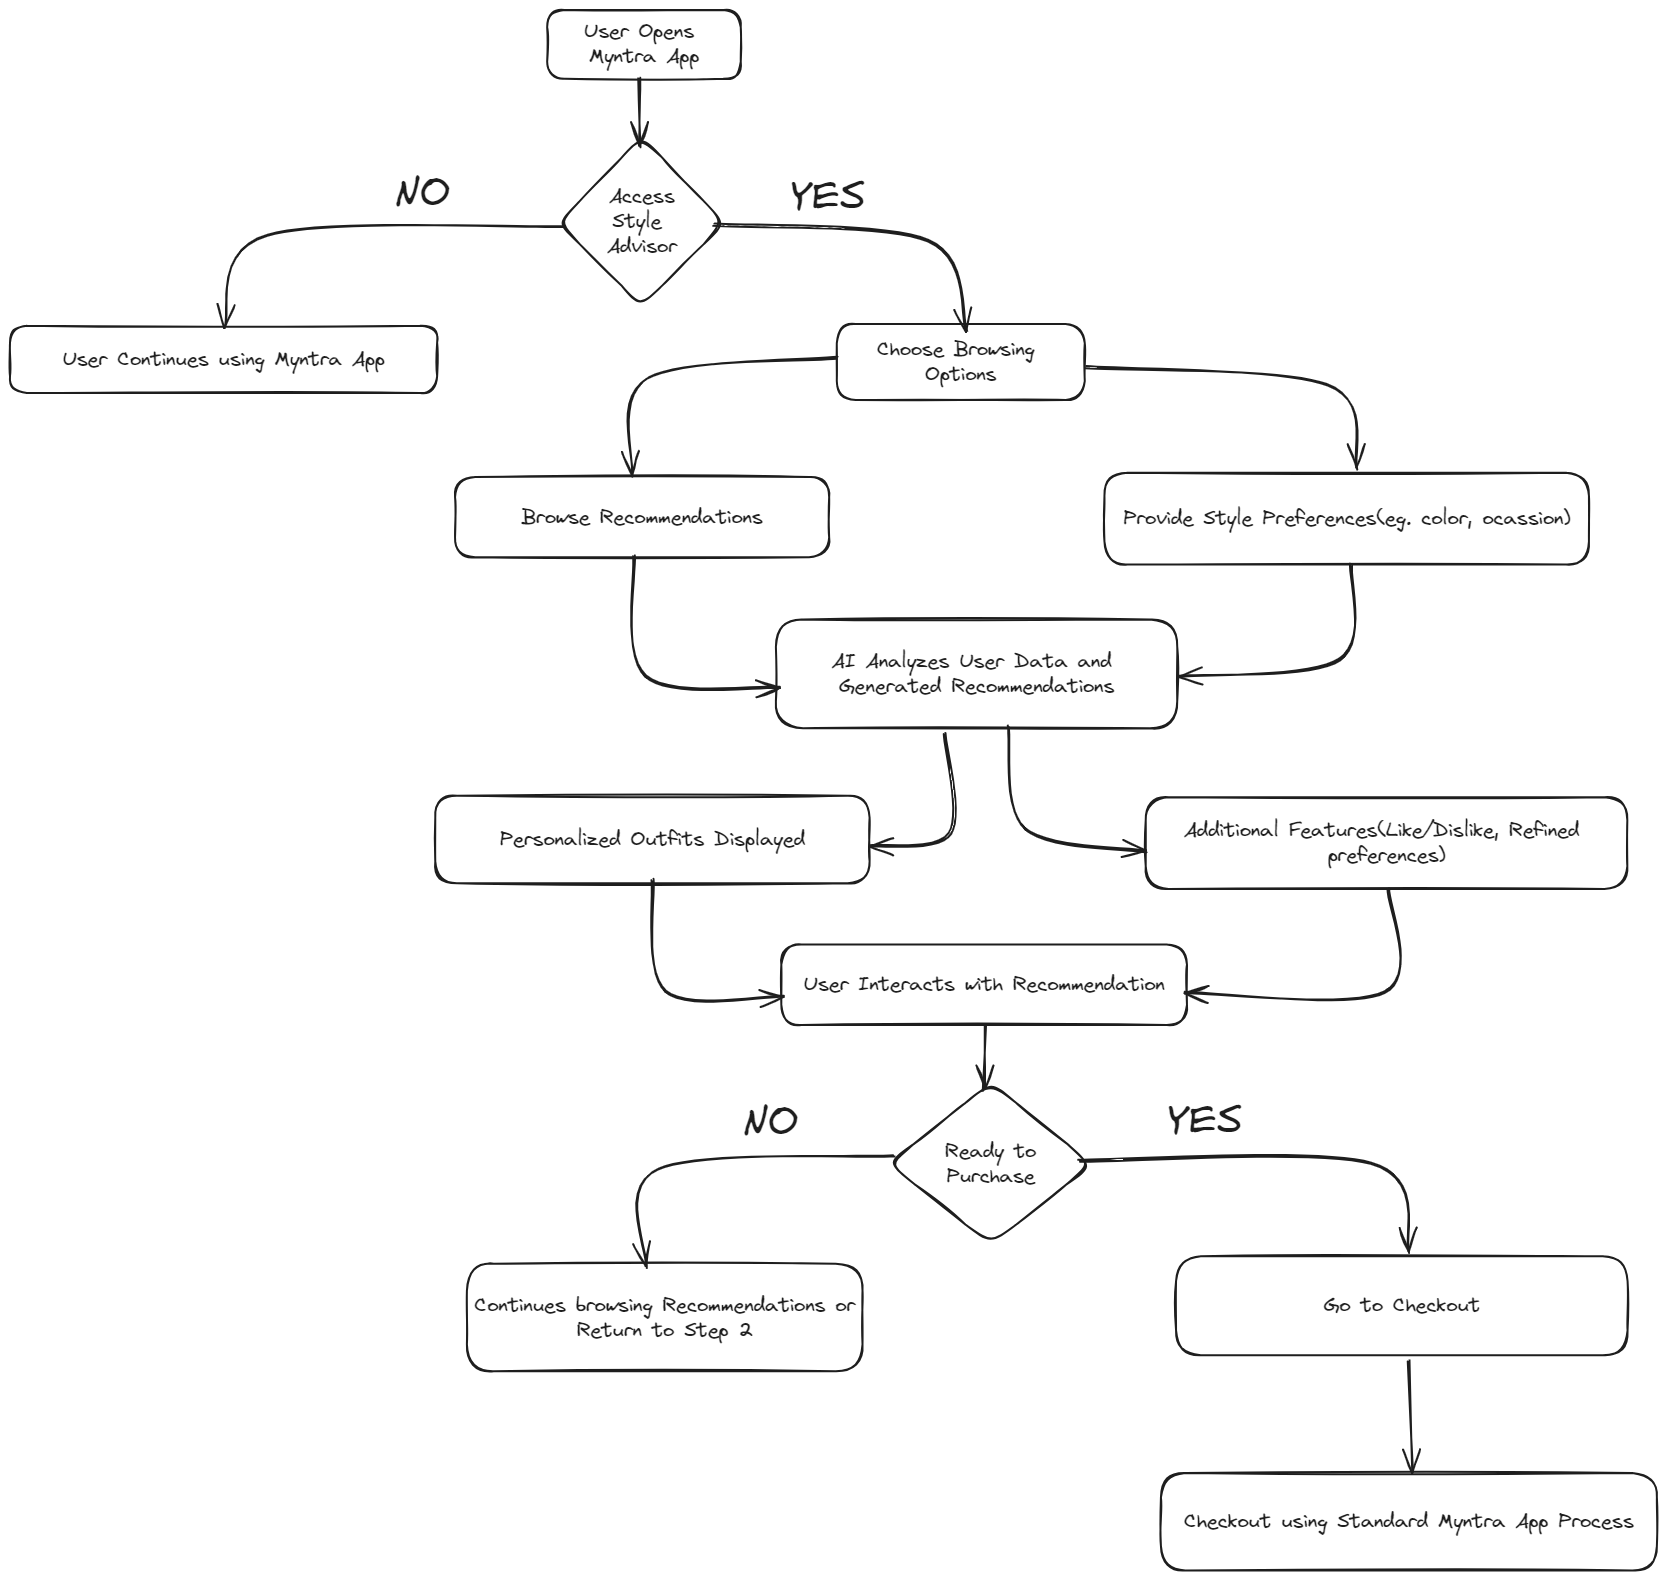 User Opens
Myntra App
Access
Style
Advisor
NO
YES
User Continues using Myntra App
Choose Browsing
Options
Browse Recommendations
Provide Style Preferences(eg. color, ocassion)
AI Analyzes User Data and
Generated Recommendations
Personalized Outfits Displayed
Additional Features(Like/Dislike, Refined
preferences)
User Interacts with Recommendation
Ready to
Purchase
NO
YES
Continues browsing Recommendations or
Return to Step 2
Go to Checkout
Checkout using Standard Myntra App Process